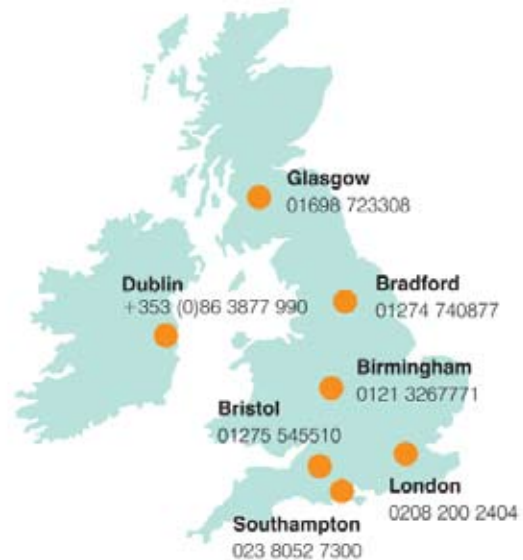 Glasgow
01698 723308
Dublin
+353 (0)86 3877 990
Bradford
01274 740877
Birmingham
0121 3267771
Bristol
01275 545510
London
0208 200 2404
Southampton
023 8052 7300